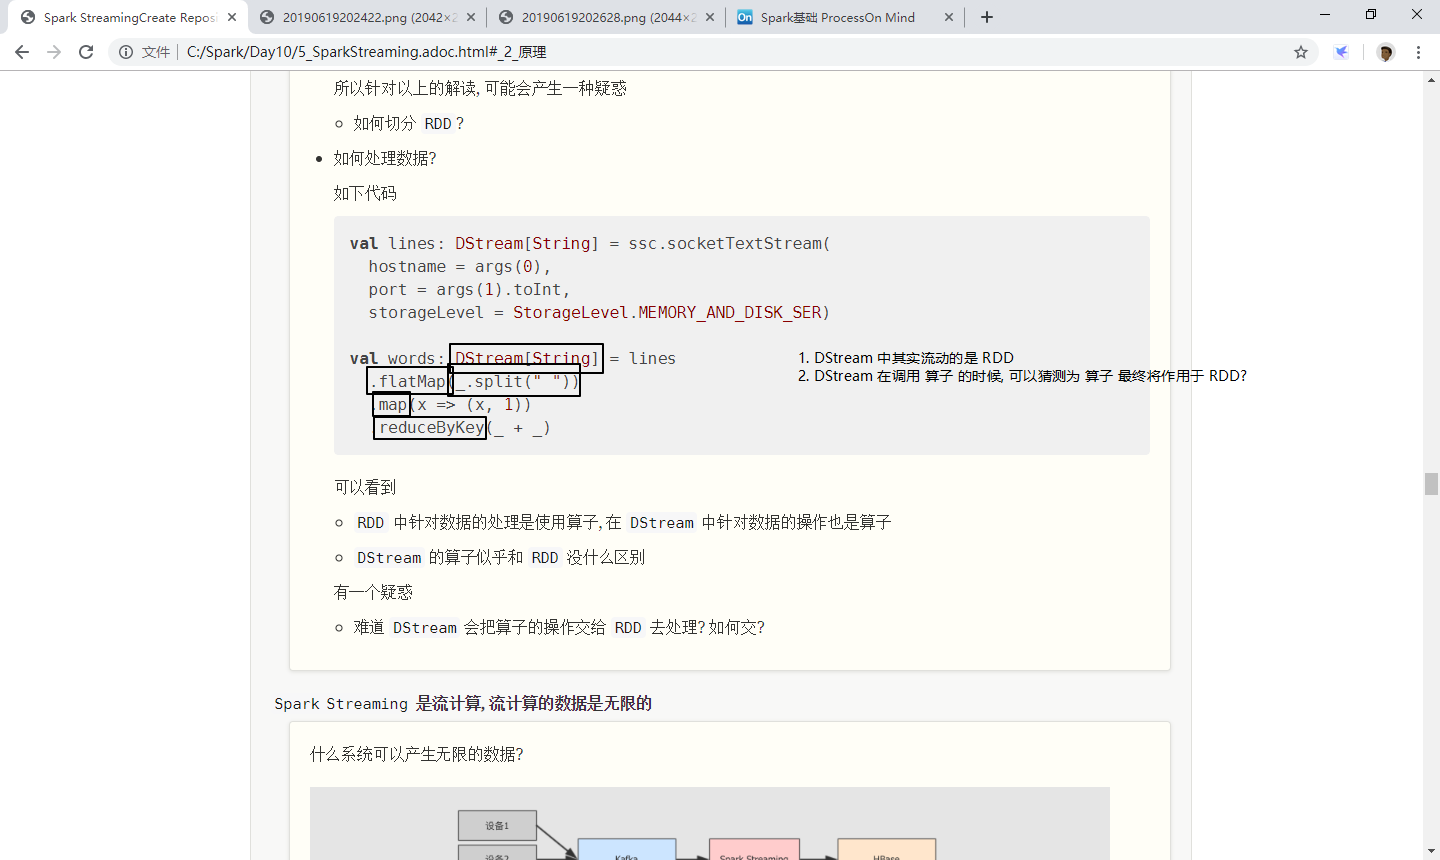 Spark StreamingCreate Reposi
20190619202422.png (2042×2
20190619202628.png (2044×2
Spark基础 ProcessOn Mind
文件
C:/Spark/Day10/5_SparkStreaming.adoc.html#_2_原理
所以针对以上的解读, 可能会产生一种疑惑
如何切分 RDD ?
如何处理数据?
如下代码
val lines: DStream[String] = ssc.socketTextStream(
hostname = args(0),
port = args(1).toInt,
storageLevel = StorageLevel.MEMORY_AND_DISK_SER)
val words: DStream[String] = lines
.flatMap(_.split(" "))
.map(x => (x, 1))
.reduceByKey(_ + _)
1. DStream 中其实流动的是 RDD
2. DStream 在调用 算子 的时候, 可以猜测为 算子 最终将作用于 RDD?
可以看到
RDD 中针对数据的处理是使用算子, 在 DStream 中针对数据的操作也是算子
DStream 的算子似乎和 RDD 没什么区别
有一个疑惑
难道 DStream 会把算子的操作交给 RDD 去处理? 如何交?
Spark Streaming 是流计算, 流计算的数据是无限的
什么系统可以产生无限的数据?
设备1
设备2
Kafka
Spark Streaming
HBase